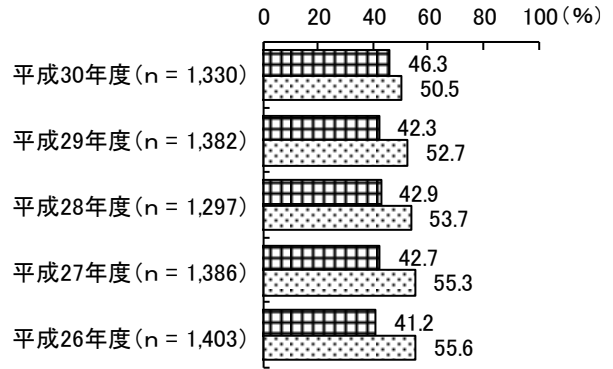 0 20 40 60 80 100(%)
平成30年度(n = 1,330)
46.3
50.5
平成29年度(n = 1,382)
42.3
52.7
平成28年度(n = 1,297)
42.9
53.7
平成27年度(n = 1,386)
42.7
55.3
平成26年度(n = 1,403)
41.2
55.6